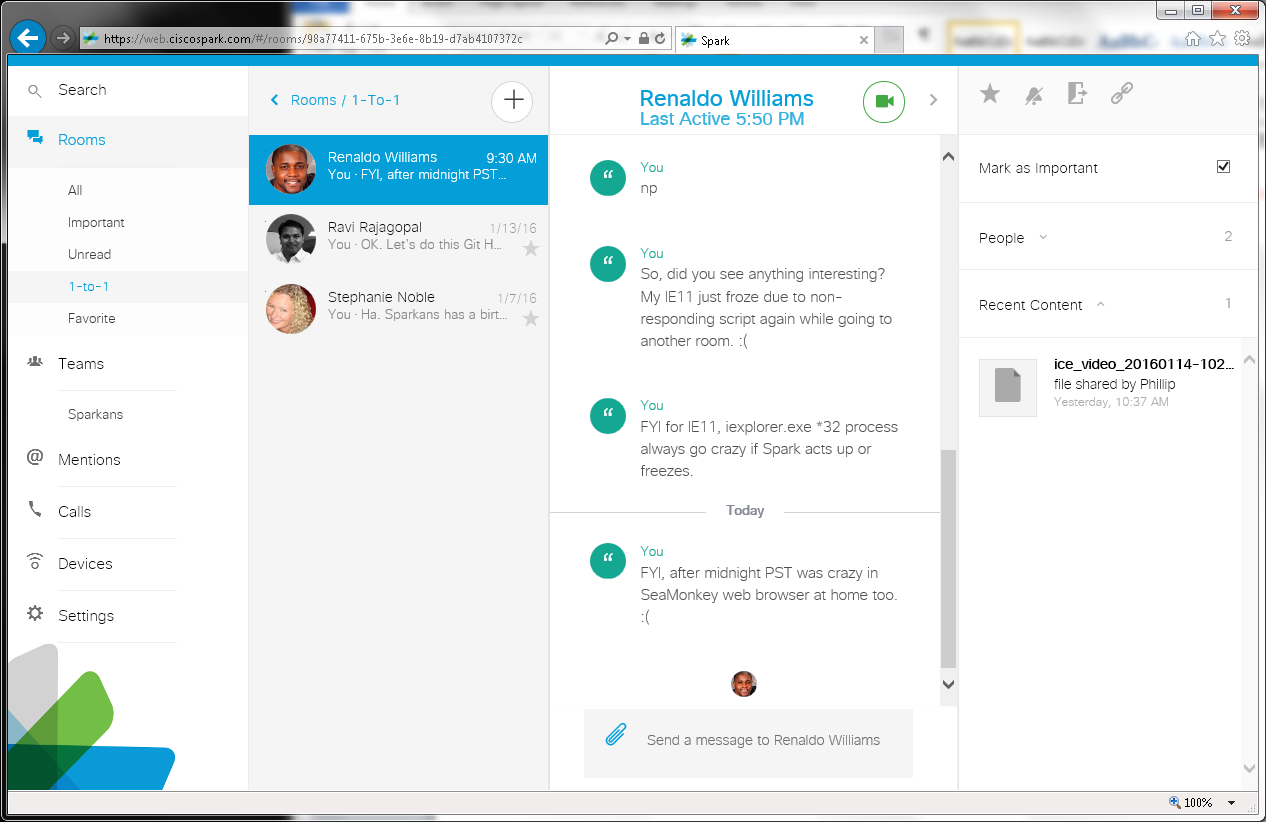 https://web.ciscospark.com/#/rooms/98a77411-675b-3e6e-8b19-d7ab4107372c
Spark
Search
Rooms
All
Important
Unread
1-to-1
Favorite
Teams
Sparkans
@ Mentions
Calls
Devices
Settings
Rooms / 1-To-1
Renaldo Williams
9:30 AM
You · FYI, after midnight PST...
Ravi Rajagopal
1/13/16
You · OK. Let's do this Git H...
Stephanie Noble
1/7/16
You · Ha. Sparkans has a birt...
Renaldo Williams
Last Active 5:50 PM
You
np
You
So, did you see anything interesting?
My IE11 just froze due to non-
responding script again while going to
another room. :(
You
FYI for IE11, iexplorer.exe *32 process
always go crazy if Spark acts up or
freezes.
Today
You
FYI, after midnight PST was crazy in
SeaMonkey web browser at home too.
:(
Send a message to Renaldo Williams
Mark as Important
People
2
Recent Content
1
ice_video_20160114-102...
file shared by Phillip
Yesterday, 10:37 AM
100%